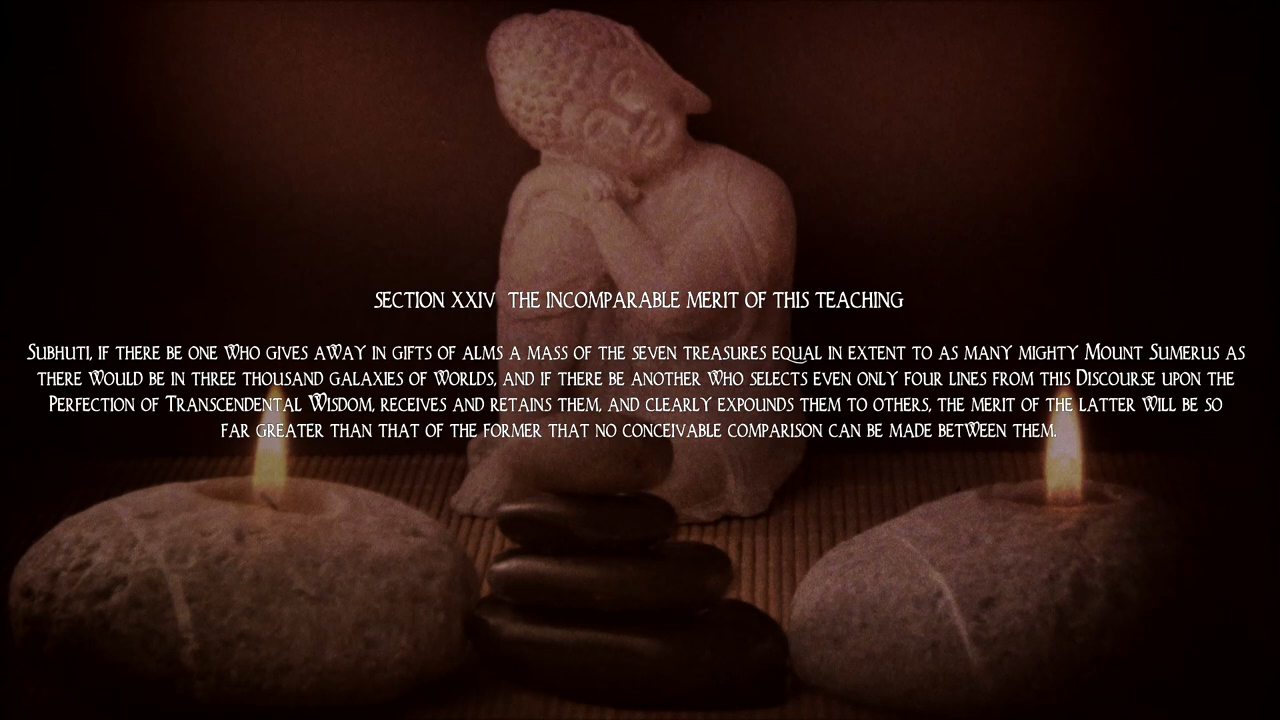 SECTION XXIV THE INCOMPARABLE MERIT OF THIS TEACHING
SUBHUTI, IF THERE BE ONE WHO GIVES AWAY IN GIFTS OF ALMS A MASS OF THE SEVEN TREASURES EQUAL IN EXTENT TO AS MANY MIGHTY MOUNT SUMERUS AS
THERE WOULD BE IN THREE THOUSAND GALAXIES OF WORLDS, AND IF THERE BE ANOTHER WHO SELECTS EVEN ONLY FOUR LINES FROM THIS DISCOURSE UPON THE
PERFECTION OF TRANSCENDENTAL WISDOM, RECEIVES AND RETAINS THEM, AND CLEARLY EXPOUNDS THEM TO OTHERS, THE MERIT OF THE LATTER WILL BE SO
FAR GREATER THAN THAT OF THE FORMER THAT NO CONCEIVABLE COMPARISON CAN BE MADE BETWEEN THEM.